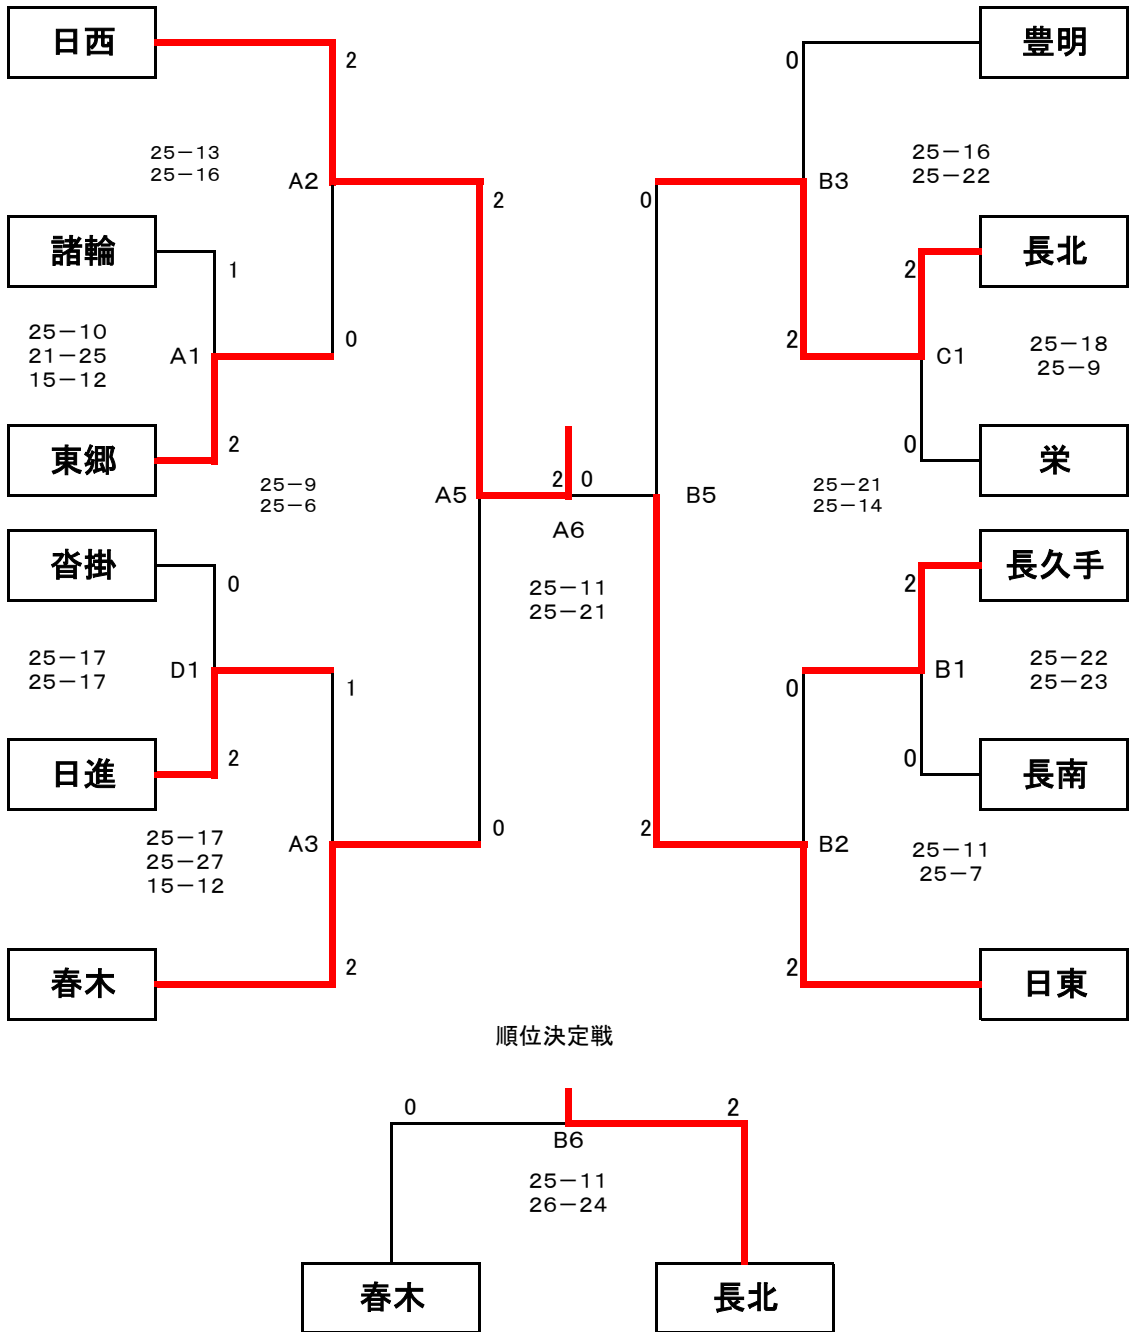 日西
豊明
2
0
25－13
25－16
A2
B3
25－16
25－22
2
0
諸輪
長北
1
2
25－10
21－25
15－12
A1
0
2
C1
25－18
25－9
東郷
栄
2
0
25－9
25－6
A5
2
0
B5
25－21
25－14
A6
沓掛
長久手
0
2
25－11
25－21
25－17
25－17
D1
1
0
B1
25－22
25－23
日進
長南
2
0
25－17
25－27
15－12
A3
0
2
B2
25－11
25－7
春木
日東
2
2
順位決定戦
0
2
B6
25－11
26－24
春木
長北